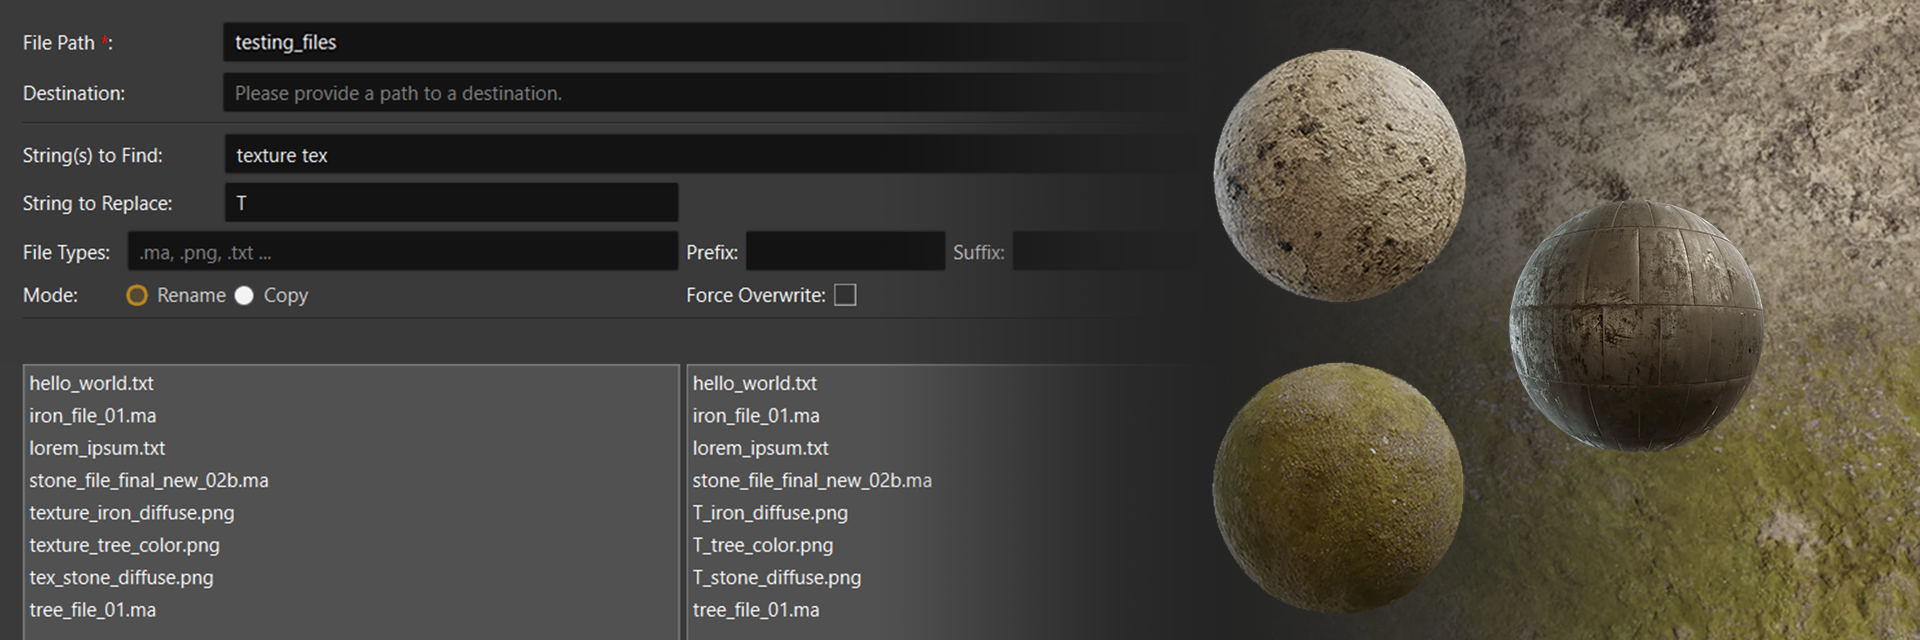 File Path *: testing_files
Destination: Please provide a path to a destination.
String(s) to Find: texture tex
String to Replace: T
File Types: .ma, .png, .txt ... Prefix: Suffix:
Mode: Rename Copy Force Overwrite:
hello_world.txt hello_world.txt
iron_file_01.ma iron_file_01.ma
lorem_ipsum.txt lorem_ipsum.txt
stone_file_final_new_02b.ma stone_file_final_new_02b.ma
texture_iron_diffuse.png T_iron_diffuse.png
texture_tree_color.png T_tree_color.png
tex_stone_diffuse.png T_stone_diffuse.png
tree_file_01.ma tree_file_01.ma